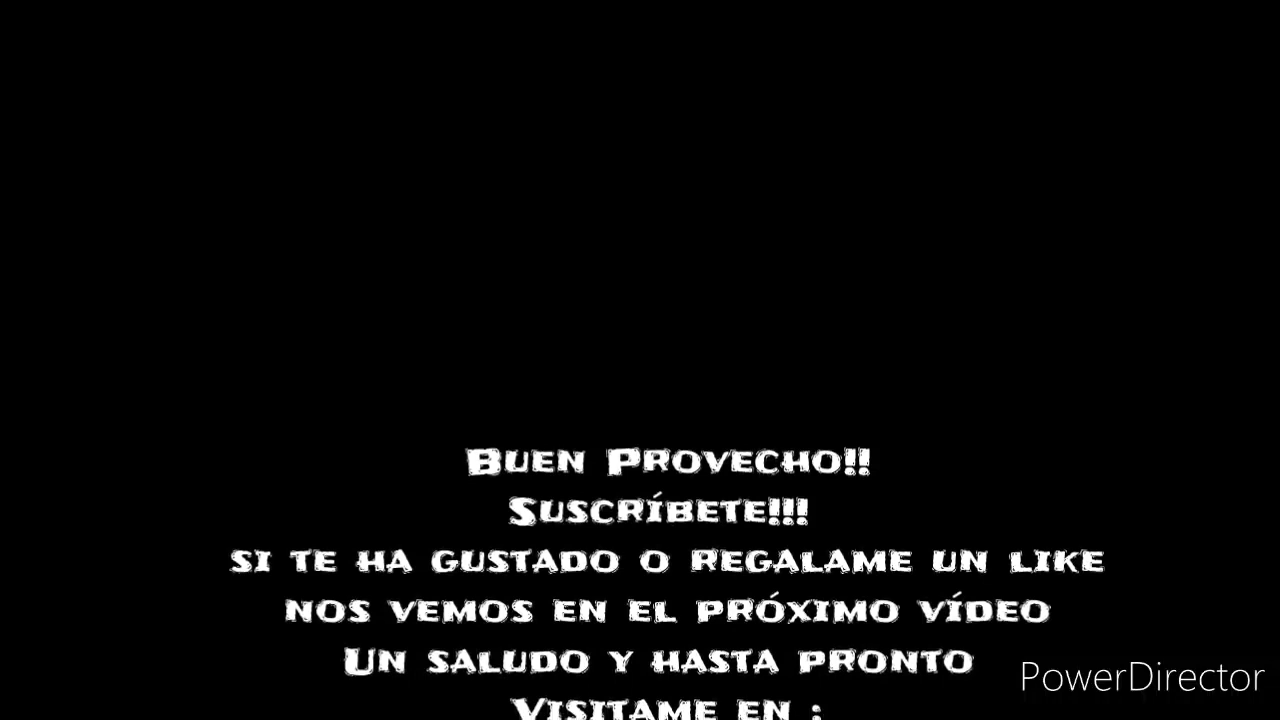 Buen Provecho!!
Suscríbete!!!
si te ha gustado o regalame un like
nos vemos en el próximo vídeo
Un saludo y hasta pronto
PowerDirector
Visitame en :